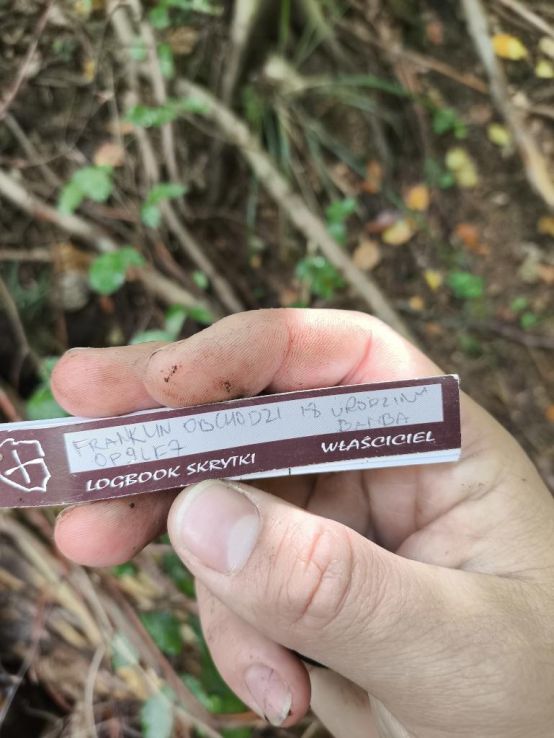 FRANKLIN OBCHODZI 18 URODZINY
OP9LF7 BAMBA
LOGBOOK SKRYTKI WŁAŚCICIEL